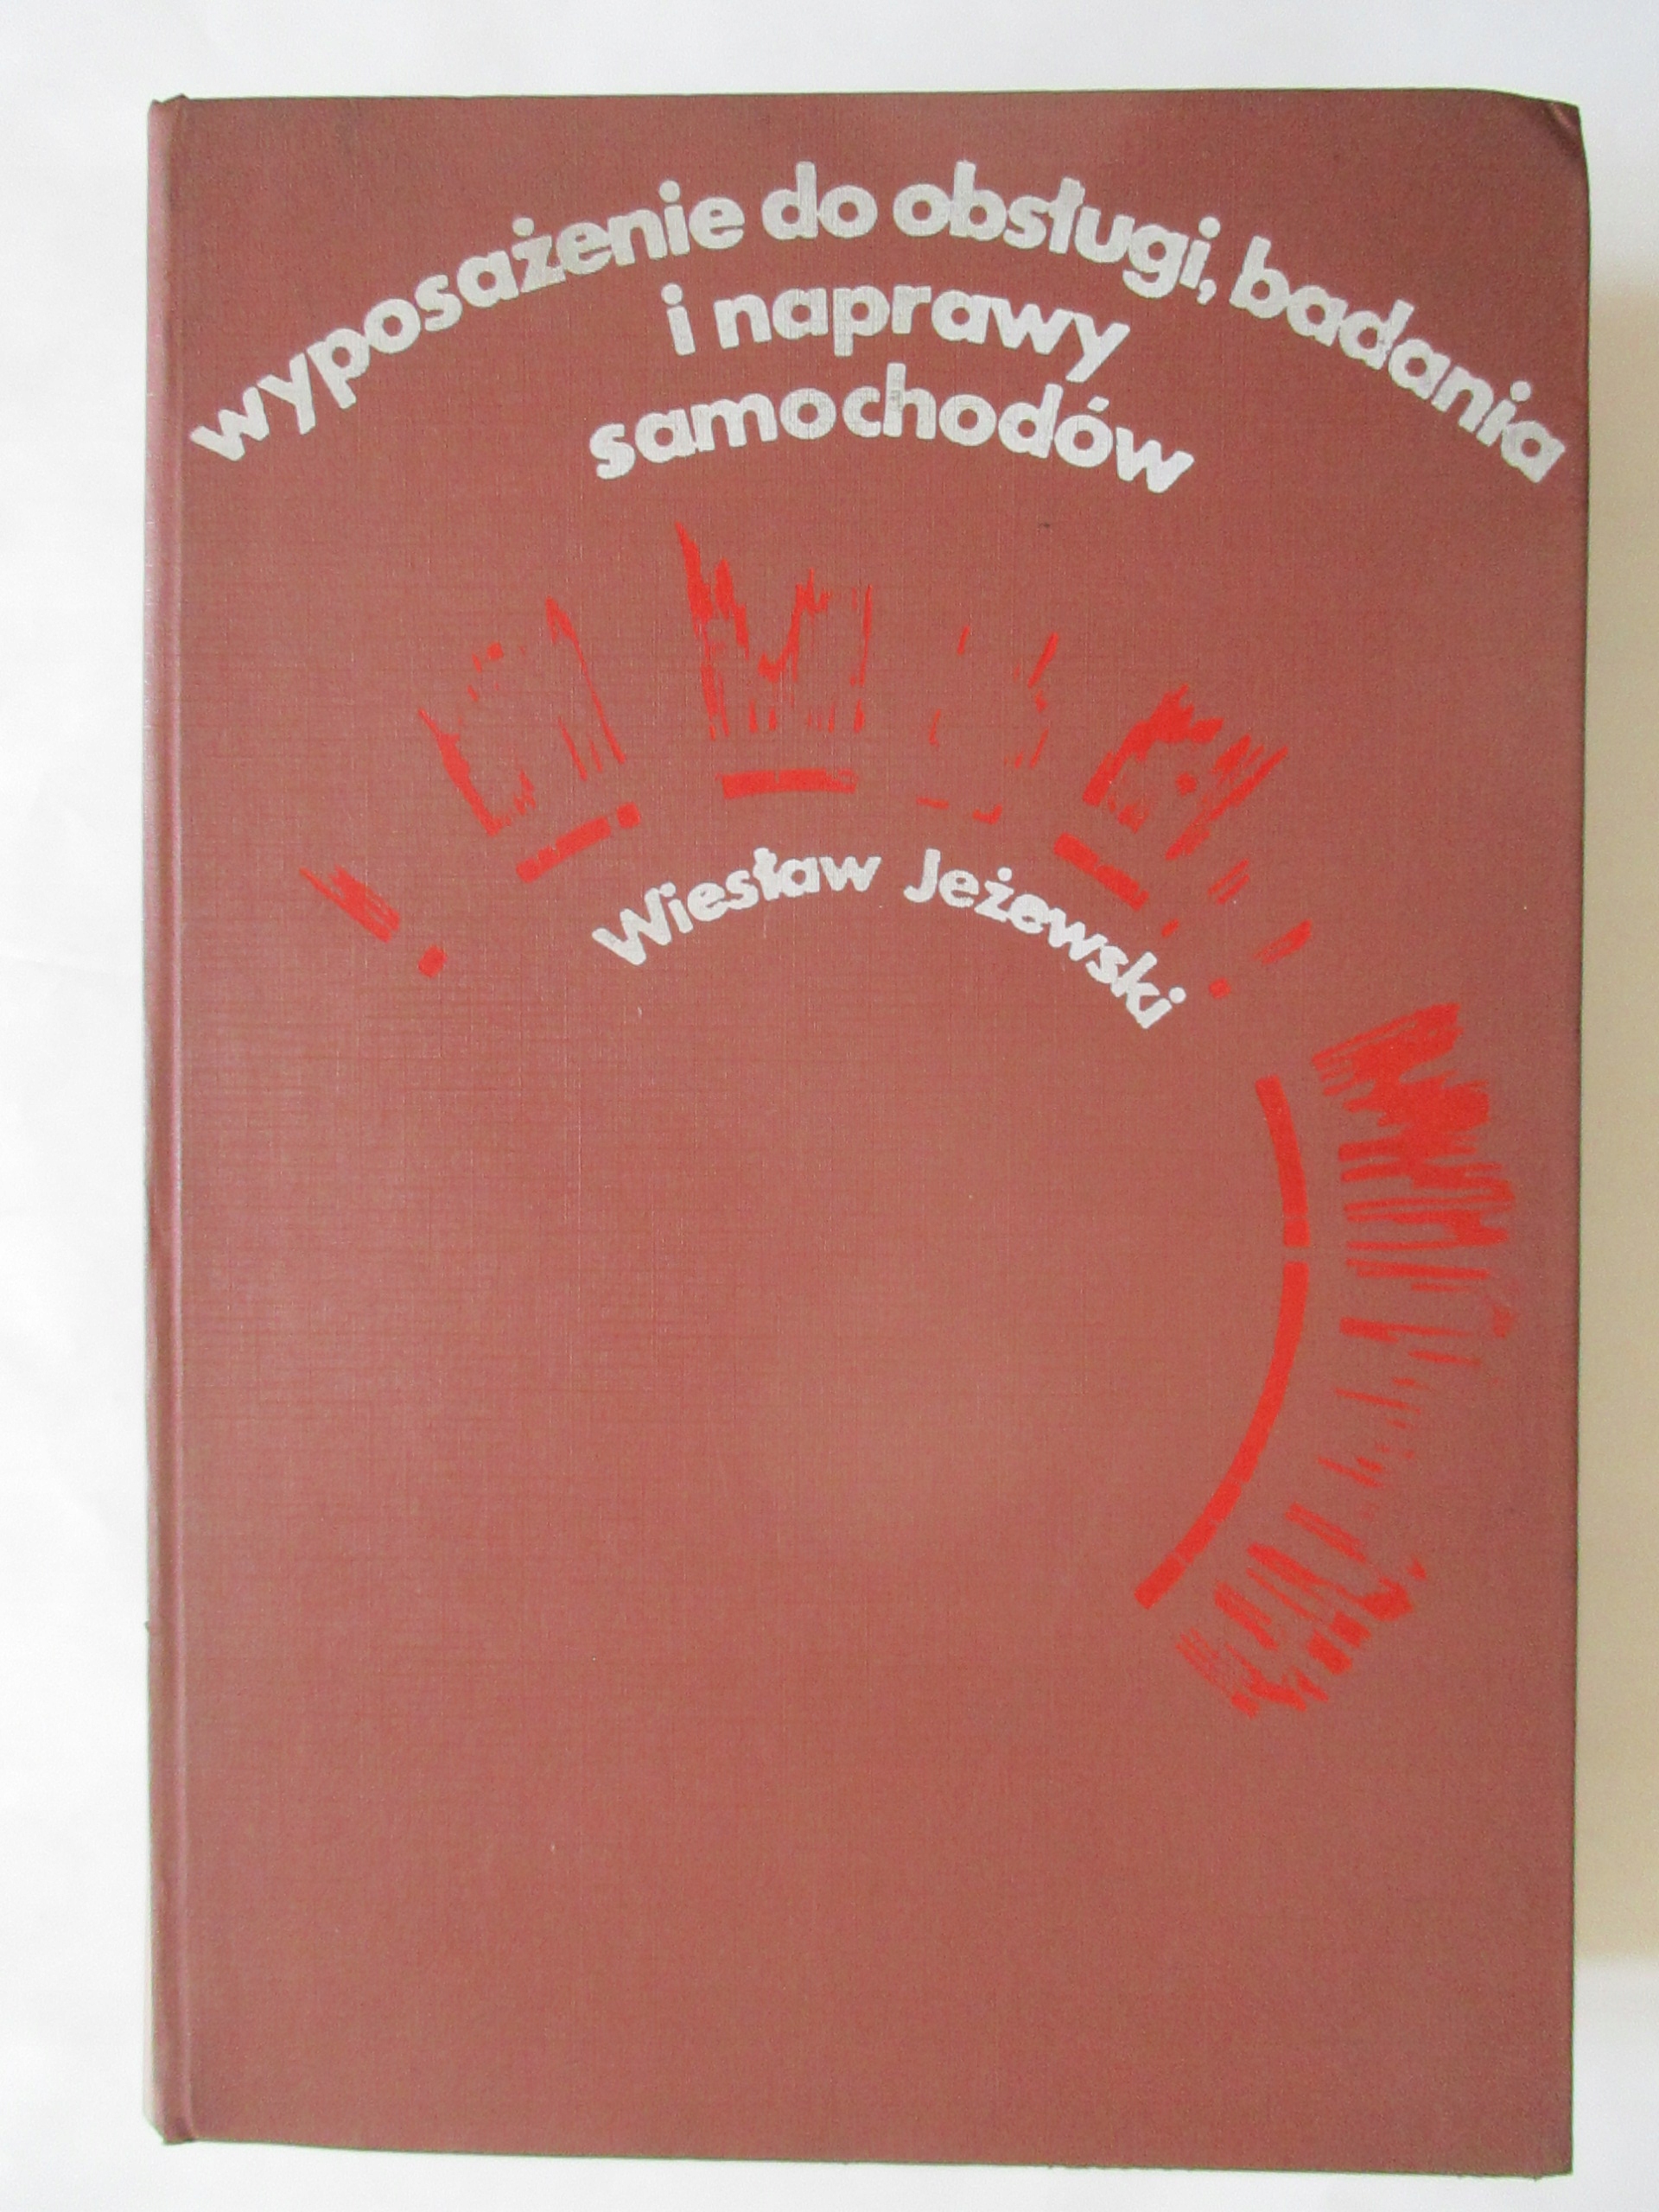 wyposażenie do obsługi, badania
i naprawy
samochodów
Wiesław Jeżewski